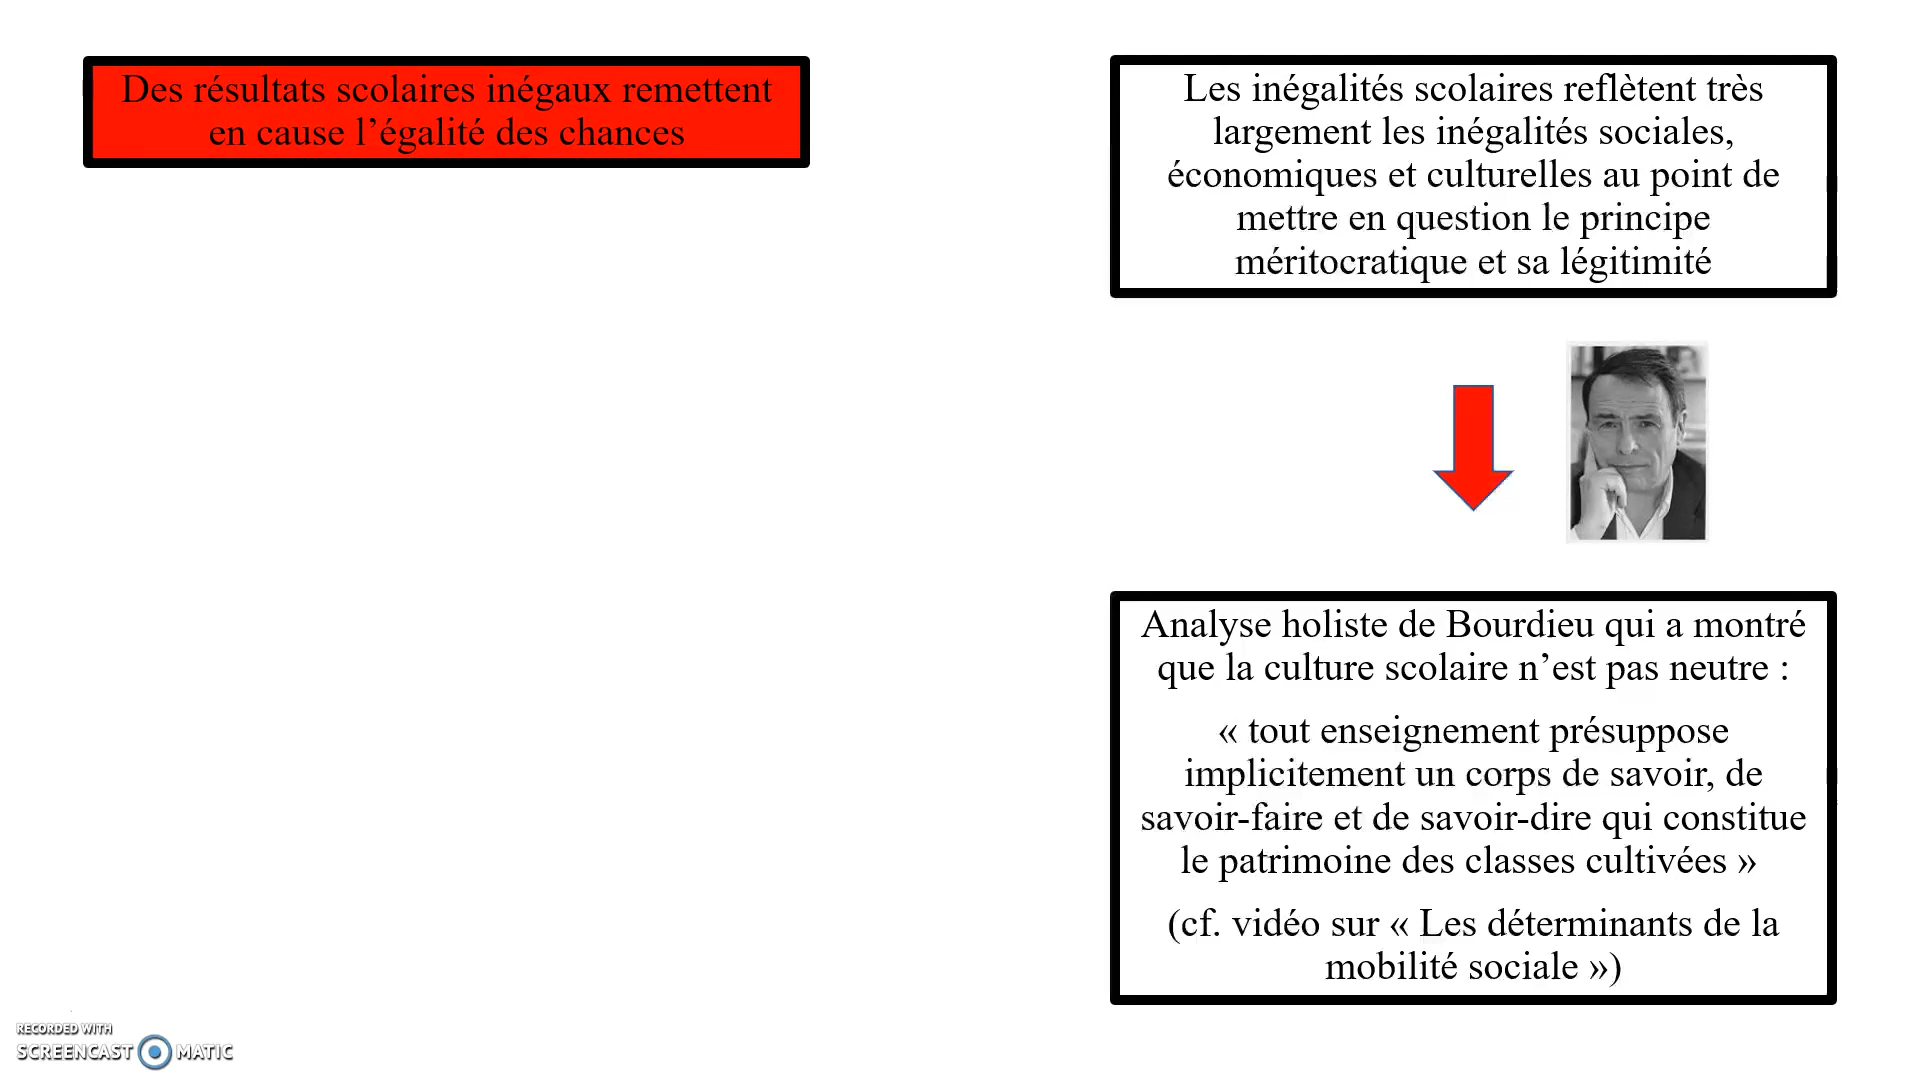 Des résultats scolaires inégaux remettent
en cause l’égalité des chances
Les inégalités scolaires reflètent très
largement les inégalités sociales,
économiques et culturelles au point de
mettre en question le principe
méritocratique et sa légitimité
Analyse holiste de Bourdieu qui a montré
que la culture scolaire n’est pas neutre :
« tout enseignement présuppose
implicitement un corps de savoir, de
savoir-faire et de savoir-dire qui constitue
le patrimoine des classes cultivées »
(cf. vidéo sur « Les déterminants de la
mobilité sociale »)
RECORDED WITH
SCREENCAST MATIC